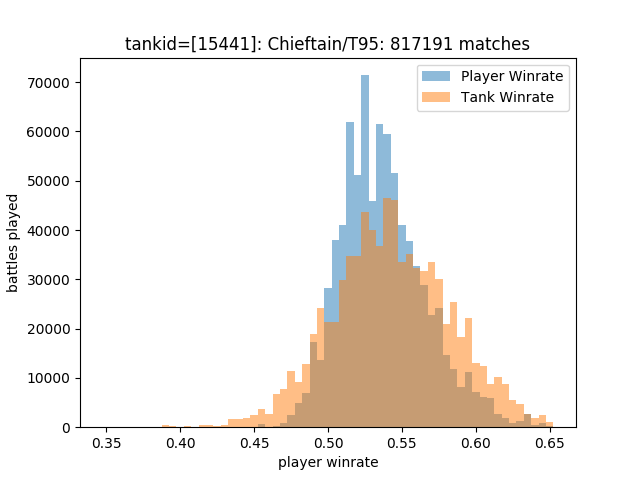 tankid=[15441]: Chieftain/T95: 817191 matches
Player Winrate
Tank Winrate
battles played
70000
60000
50000
40000
30000
20000
10000
0
0.35 0.40 0.45 0.50 0.55 0.60 0.65
player winrate